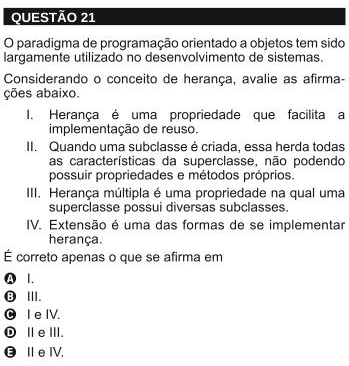 QUESTÃO 21
O paradigma de programação orientado a objetos tem sido
largamente utilizado no desenvolvimento de sistemas.
Considerando o conceito de herança, avalie as afirma-
ções abaixo.
I. Herança é uma propriedade que facilita a
implementação de reuso.
II. Quando uma subclasse é criada, essa herda todas
as características da superclasse, não podendo
possuir propriedades e métodos próprios.
III. Herança múltipla é uma propriedade na qual uma
superclasse possui diversas subclasses.
IV. Extensão é uma das formas de se implementar
herança.
É correto apenas o que se afirma em
A I.
B III.
C I e IV.
D II e III.
E II e IV.